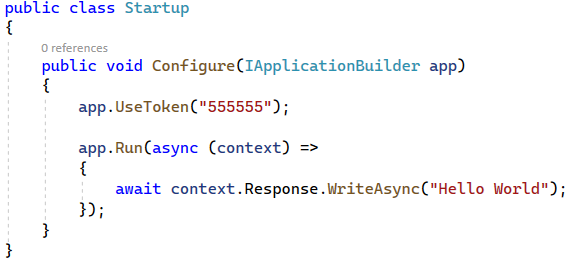 public class Startup
{
0 references
public void Configure(IApplicationBuilder app)
{
app.UseToken("555555");
app.Run(async (context) =>
{
await context.Response.WriteAsync("Hello World");
});
}
}